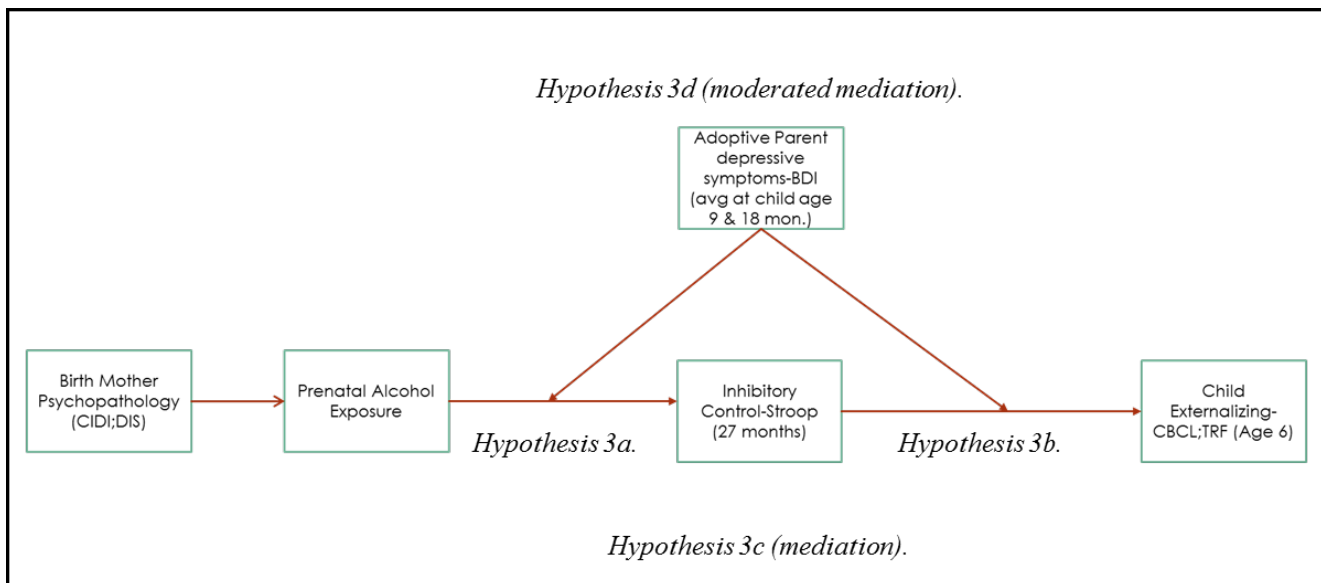 Hypothesis 3d (moderated mediation).
Adoptive Parent
depressive
symptoms-BDI
(avg at child age
9 & 18 mon.)
Birth Mother
Psychopathology
(CIDI;DIS)
Prenatal Alcohol
Exposure
Inhibitory
Control-Stroop
(27 months)
Child
Externalizing-
CBCL;TRF (Age 6)
Hypothesis 3a.
Hypothesis 3b.
Hypothesis 3c (mediation).